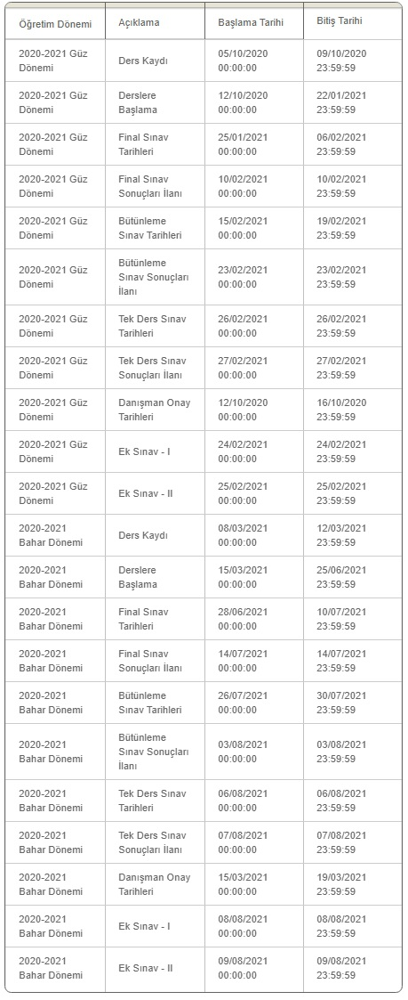 Öğretim Dönemi Açıklama Başlama Tarihi Bitiş Tarihi
2020-2021 Güz Dönemi Ders Kaydı 05/10/2020 00:00:00 09/10/2020 23:59:59
2020-2021 Güz Dönemi Derslere Başlama 12/10/2020 00:00:00 22/01/2021 23:59:59
2020-2021 Güz Dönemi Final Sınav Tarihleri 25/01/2021 00:00:00 06/02/2021 23:59:59
2020-2021 Güz Dönemi Final Sınav Sonuçları İlanı 10/02/2021 00:00:00 10/02/2021 23:59:59
2020-2021 Güz Dönemi Bütünleme Sınav Tarihleri 15/02/2021 00:00:00 19/02/2021 23:59:59
2020-2021 Güz Dönemi Bütünleme Sınav Sonuçları İlanı 23/02/2021 00:00:00 23/02/2021 23:59:59
2020-2021 Güz Dönemi Tek Ders Sınav Tarihleri 26/02/2021 00:00:00 26/02/2021 23:59:59
2020-2021 Güz Dönemi Tek Ders Sınav Sonuçları İlanı 27/02/2021 00:00:00 27/02/2021 23:59:59
2020-2021 Güz Dönemi Danışman Onay Tarihleri 12/10/2020 00:00:00 16/10/2020 23:59:59
2020-2021 Güz Dönemi Ek Sınav - I 24/02/2021 00:00:00 24/02/2021 23:59:59
2020-2021 Güz Dönemi Ek Sınav - II 25/02/2021 00:00:00 25/02/2021 23:59:59
2020-2021 Bahar Dönemi Ders Kaydı 08/03/2021 00:00:00 12/03/2021 23:59:59
2020-2021 Bahar Dönemi Derslere Başlama 15/03/2021 00:00:00 25/06/2021 23:59:59
2020-2021 Bahar Dönemi Final Sınav Tarihleri 28/06/2021 00:00:00 10/07/2021 23:59:59
2020-2021 Bahar Dönemi Final Sınav Sonuçları İlanı 14/07/2021 00:00:00 14/07/2021 23:59:59
2020-2021 Bahar Dönemi Bütünleme Sınav Tarihleri 26/07/2021 00:00:00 30/07/2021 23:59:59
2020-2021 Bahar Dönemi Bütünleme Sınav Sonuçları İlanı 03/08/2021 00:00:00 03/08/2021 23:59:59
2020-2021 Bahar Dönemi Tek Ders Sınav Tarihleri 06/08/2021 00:00:00 06/08/2021 23:59:59
2020-2021 Bahar Dönemi Tek Ders Sınav Sonuçları İlanı 07/08/2021 00:00:00 07/08/2021 23:59:59
2020-2021 Bahar Dönemi Danışman Onay Tarihleri 15/03/2021 00:00:00 19/03/2021 23:59:59
2020-2021 Bahar Dönemi Ek Sınav - I 08/08/2021 00:00:00 08/08/2021 23:59:59
2020-2021 Bahar Dönemi Ek Sınav - II 09/08/2021 00:00:00 09/08/2021 23:59:59